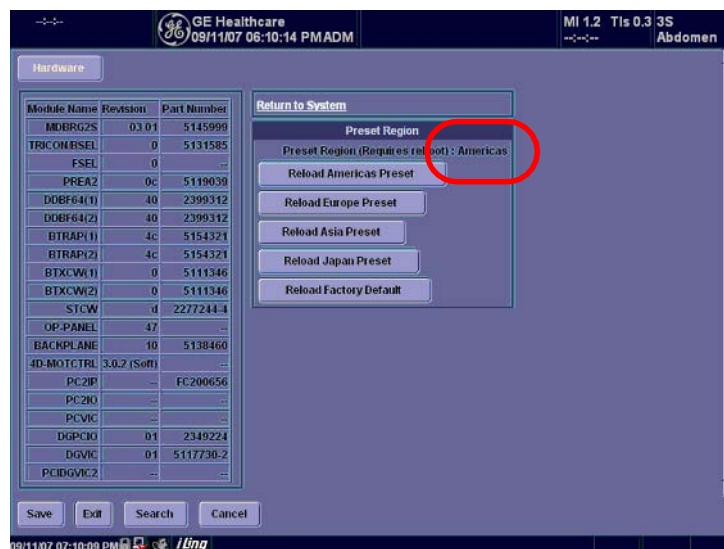 --:--:--
GE Healthcare
09/11/07 06:10:14 PM ADM
MI 1.2 TIs 0.3 3S
--:--:-- Abdomen
Hardware
Module Name Revision Part Number
MDBRG2S 03 01 5145999
TRICON/BSEL 0 5131585
FSEL 0 --
PREA2 0c 5119039
DDBF64(1) 40 2399312
DDBF64(2) 40 2399312
BTRAP(1) 4c 5154321
BTRAP(2) 4c 5154321
BTXCW(1) 0 5111346
BTXCW(2) 0 5111346
STCW d 2277244-4
OP-PANEL 47 --
BACKPLANE 10 5138460
4D-MOTCTRL 3.0.2 (Soft) --
PC2IP -- FC200656
PC2IO -- --
PCVIC -- --
DGPCIO 01 2349224
DGVIC 01 5117730-2
PCIDGVIC2 -- --
Return to System
Preset Region
Preset Region (Requires reboot) : Americas
Reload Americas Preset
Reload Europe Preset
Reload Asia Preset
Reload Japan Preset
Reload Factory Default
Save Exit Search Cancel
09/11/07 07:10:09 PM